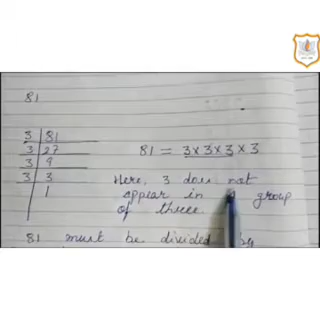 81
3 | 81
3 | 27
3 | 9
3 | 3
1
81 = 3×3×3×3
Here, 3 does not
appear in group
of three.
81 must be divided by